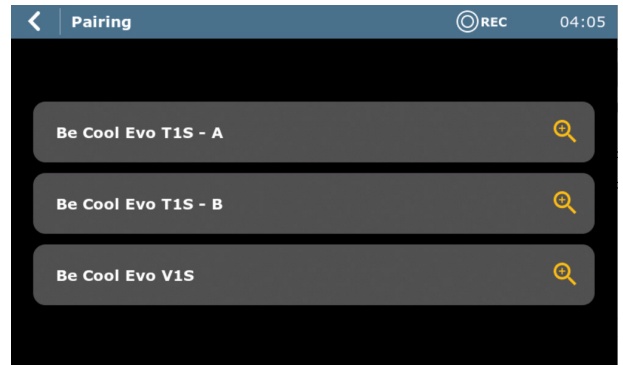 Pairing REC 04:05
Be Cool Evo T1S - A
Be Cool Evo T1S - B
Be Cool Evo V1S